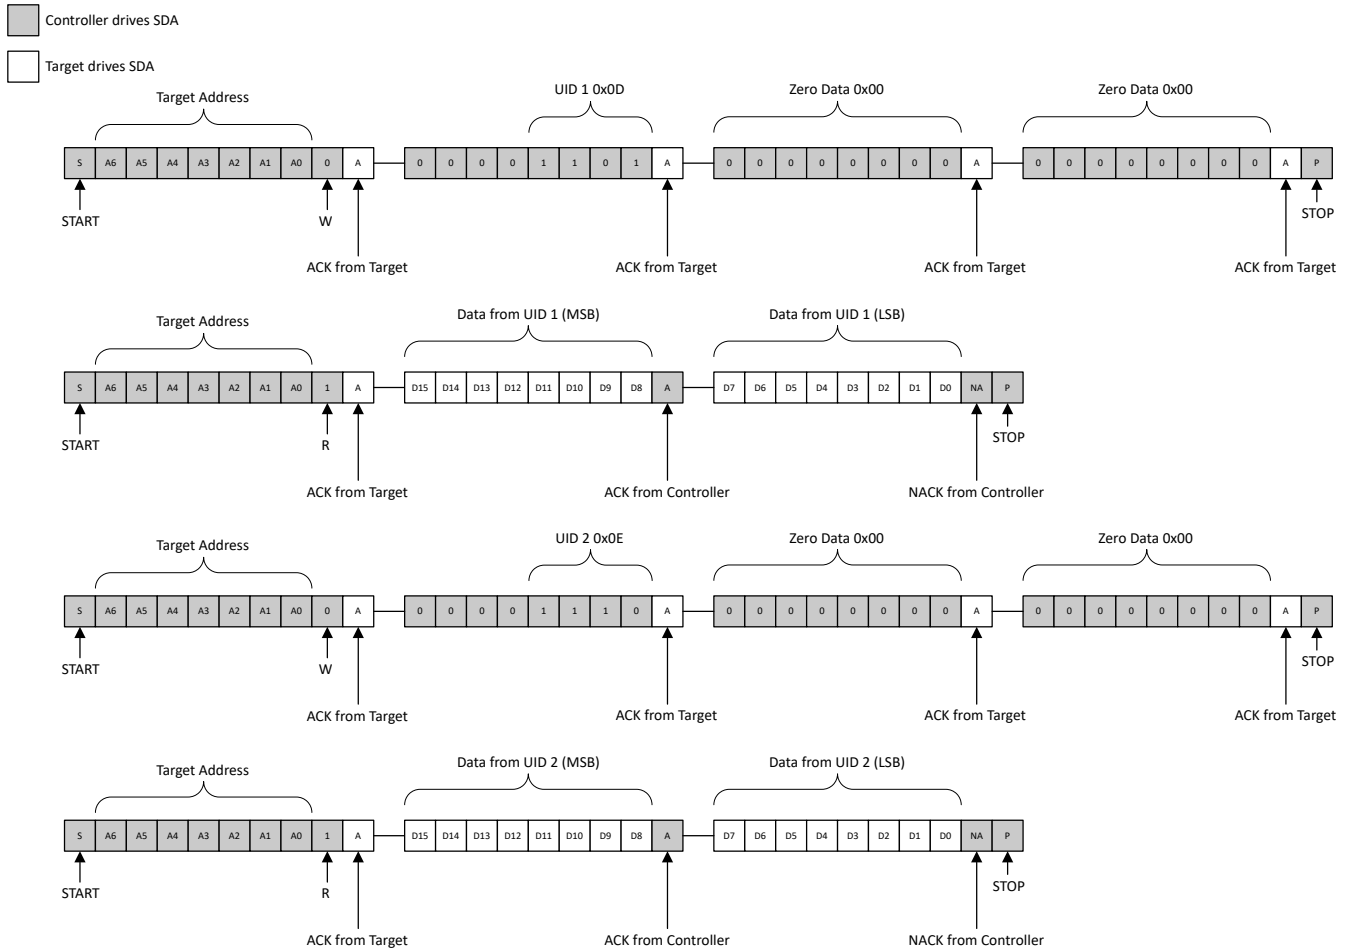 Controller drives SDA
Target drives SDA
Target Address UID 1 0x0D Zero Data 0x00 Zero Data 0x00
S A6 A5 A4 A3 A2 A1 A0 0 A 0 0 0 0 1 1 0 1 A 0 0 0 0 0 0 0 0 A 0 0 0 0 0 0 0 0 A P
START W STOP
ACK from Target ACK from Target ACK from Target ACK from Target
Target Address Data from UID 1 (MSB) Data from UID 1 (LSB)
S A6 A5 A4 A3 A2 A1 A0 1 A D15 D14 D13 D12 D11 D10 D9 D8 A D7 D6 D5 D4 D3 D2 D1 D0 NA P
START R STOP
ACK from Target ACK from Controller NACK from Controller
Target Address UID 2 0x0E Zero Data 0x00 Zero Data 0x00
S A6 A5 A4 A3 A2 A1 A0 0 A 0 0 0 0 1 1 1 0 A 0 0 0 0 0 0 0 0 A 0 0 0 0 0 0 0 0 A P
START W STOP
ACK from Target ACK from Target ACK from Target ACK from Target
Target Address Data from UID 2 (MSB) Data from UID 2 (LSB)
S A6 A5 A4 A3 A2 A1 A0 1 A D15 D14 D13 D12 D11 D10 D9 D8 A D7 D6 D5 D4 D3 D2 D1 D0 NA P
START R STOP
ACK from Target ACK from Controller NACK from Controller